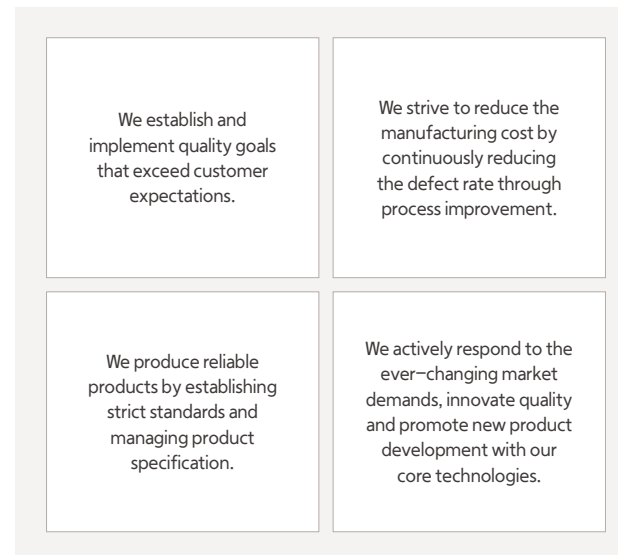 We establish and
implement quality goals
that exceed customer
expectations.
We strive to reduce the
manufacturing cost by
continuously reducing
the defect rate through
process improvement.
We produce reliable
products by establishing
strict standards and
managing product
specification.
We actively respond to the
ever-changing market
demands, innovate quality
and promote new product
development with our
core technologies.